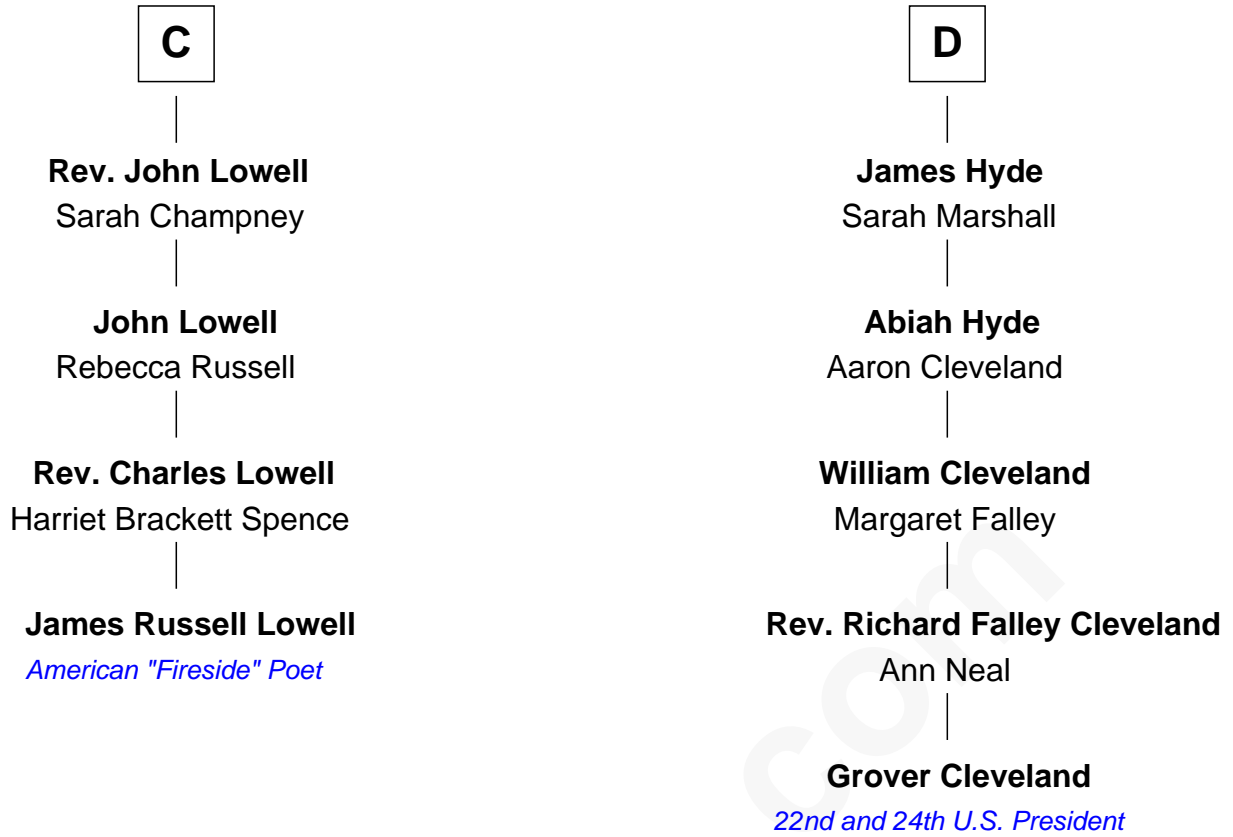 C
Rev. John Lowell
Sarah Champney
John Lowell
Rebecca Russell
Rev. Charles Lowell
Harriet Brackett Spence
James Russell Lowell
American "Fireside" Poet
D
James Hyde
Sarah Marshall
Abiah Hyde
Aaron Cleveland
William Cleveland
Margaret Falley
Rev. Richard Falley Cleveland
Ann Neal
Grover Cleveland
22nd and 24th U.S. President
com